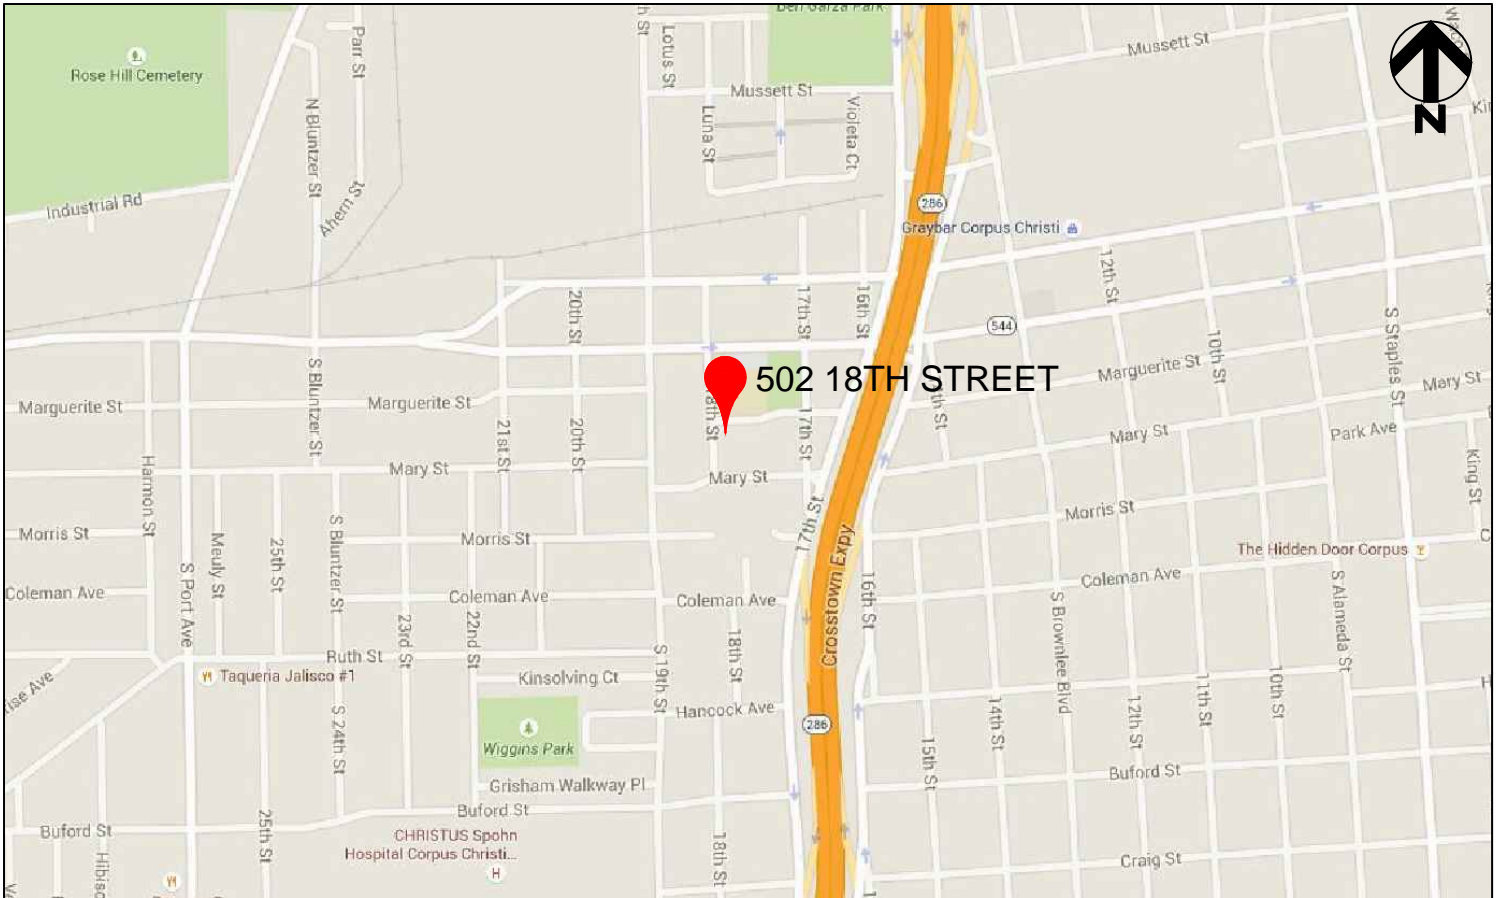 Ben Garza Park
Parr St
Lotus St
Mussett St
Rose Hill Cemetery
Mussett St
N Bluntzer St
Luna St
Violeta Ct
N
Industrial Rd
Ahern St
286
Graybar Corpus Christi
12th St
20th St
17th St
16th St
544
S Staples St
10th St
S Bluntzer St
502 18TH STREET
Marguerite St
Mary St
Marguerite St
Marguerite St
18th St
17th St
21st St
20th St
Mary St
Park Ave
Harmon St
Mary St
Mary St
King St
Morris St
S Bluntzer St
Morris St
17th St
Morris St
Meuly St
25th St
The Hidden Door Corpus
S Port Ave
Coleman Ave
Coleman Ave
Coleman Ave
Crosstown Expy
16th St
Coleman Ave
S Brownlee Blvd
S Alameda St
23rd St
22nd St
18th St
Ruth St
S 19th St
Taqueria Jalisco #1
Kinsolving Ct
S 24th St
Hancock Ave
286
14th St
12th St
11th St
10th St
Wiggins Park
15th St
Grisham Walkway Pl
Buford St
Buford St
Buford St
25th St
CHRISTUS Spohn
Hospital Corpus Christi...
H
18th St
Craig St